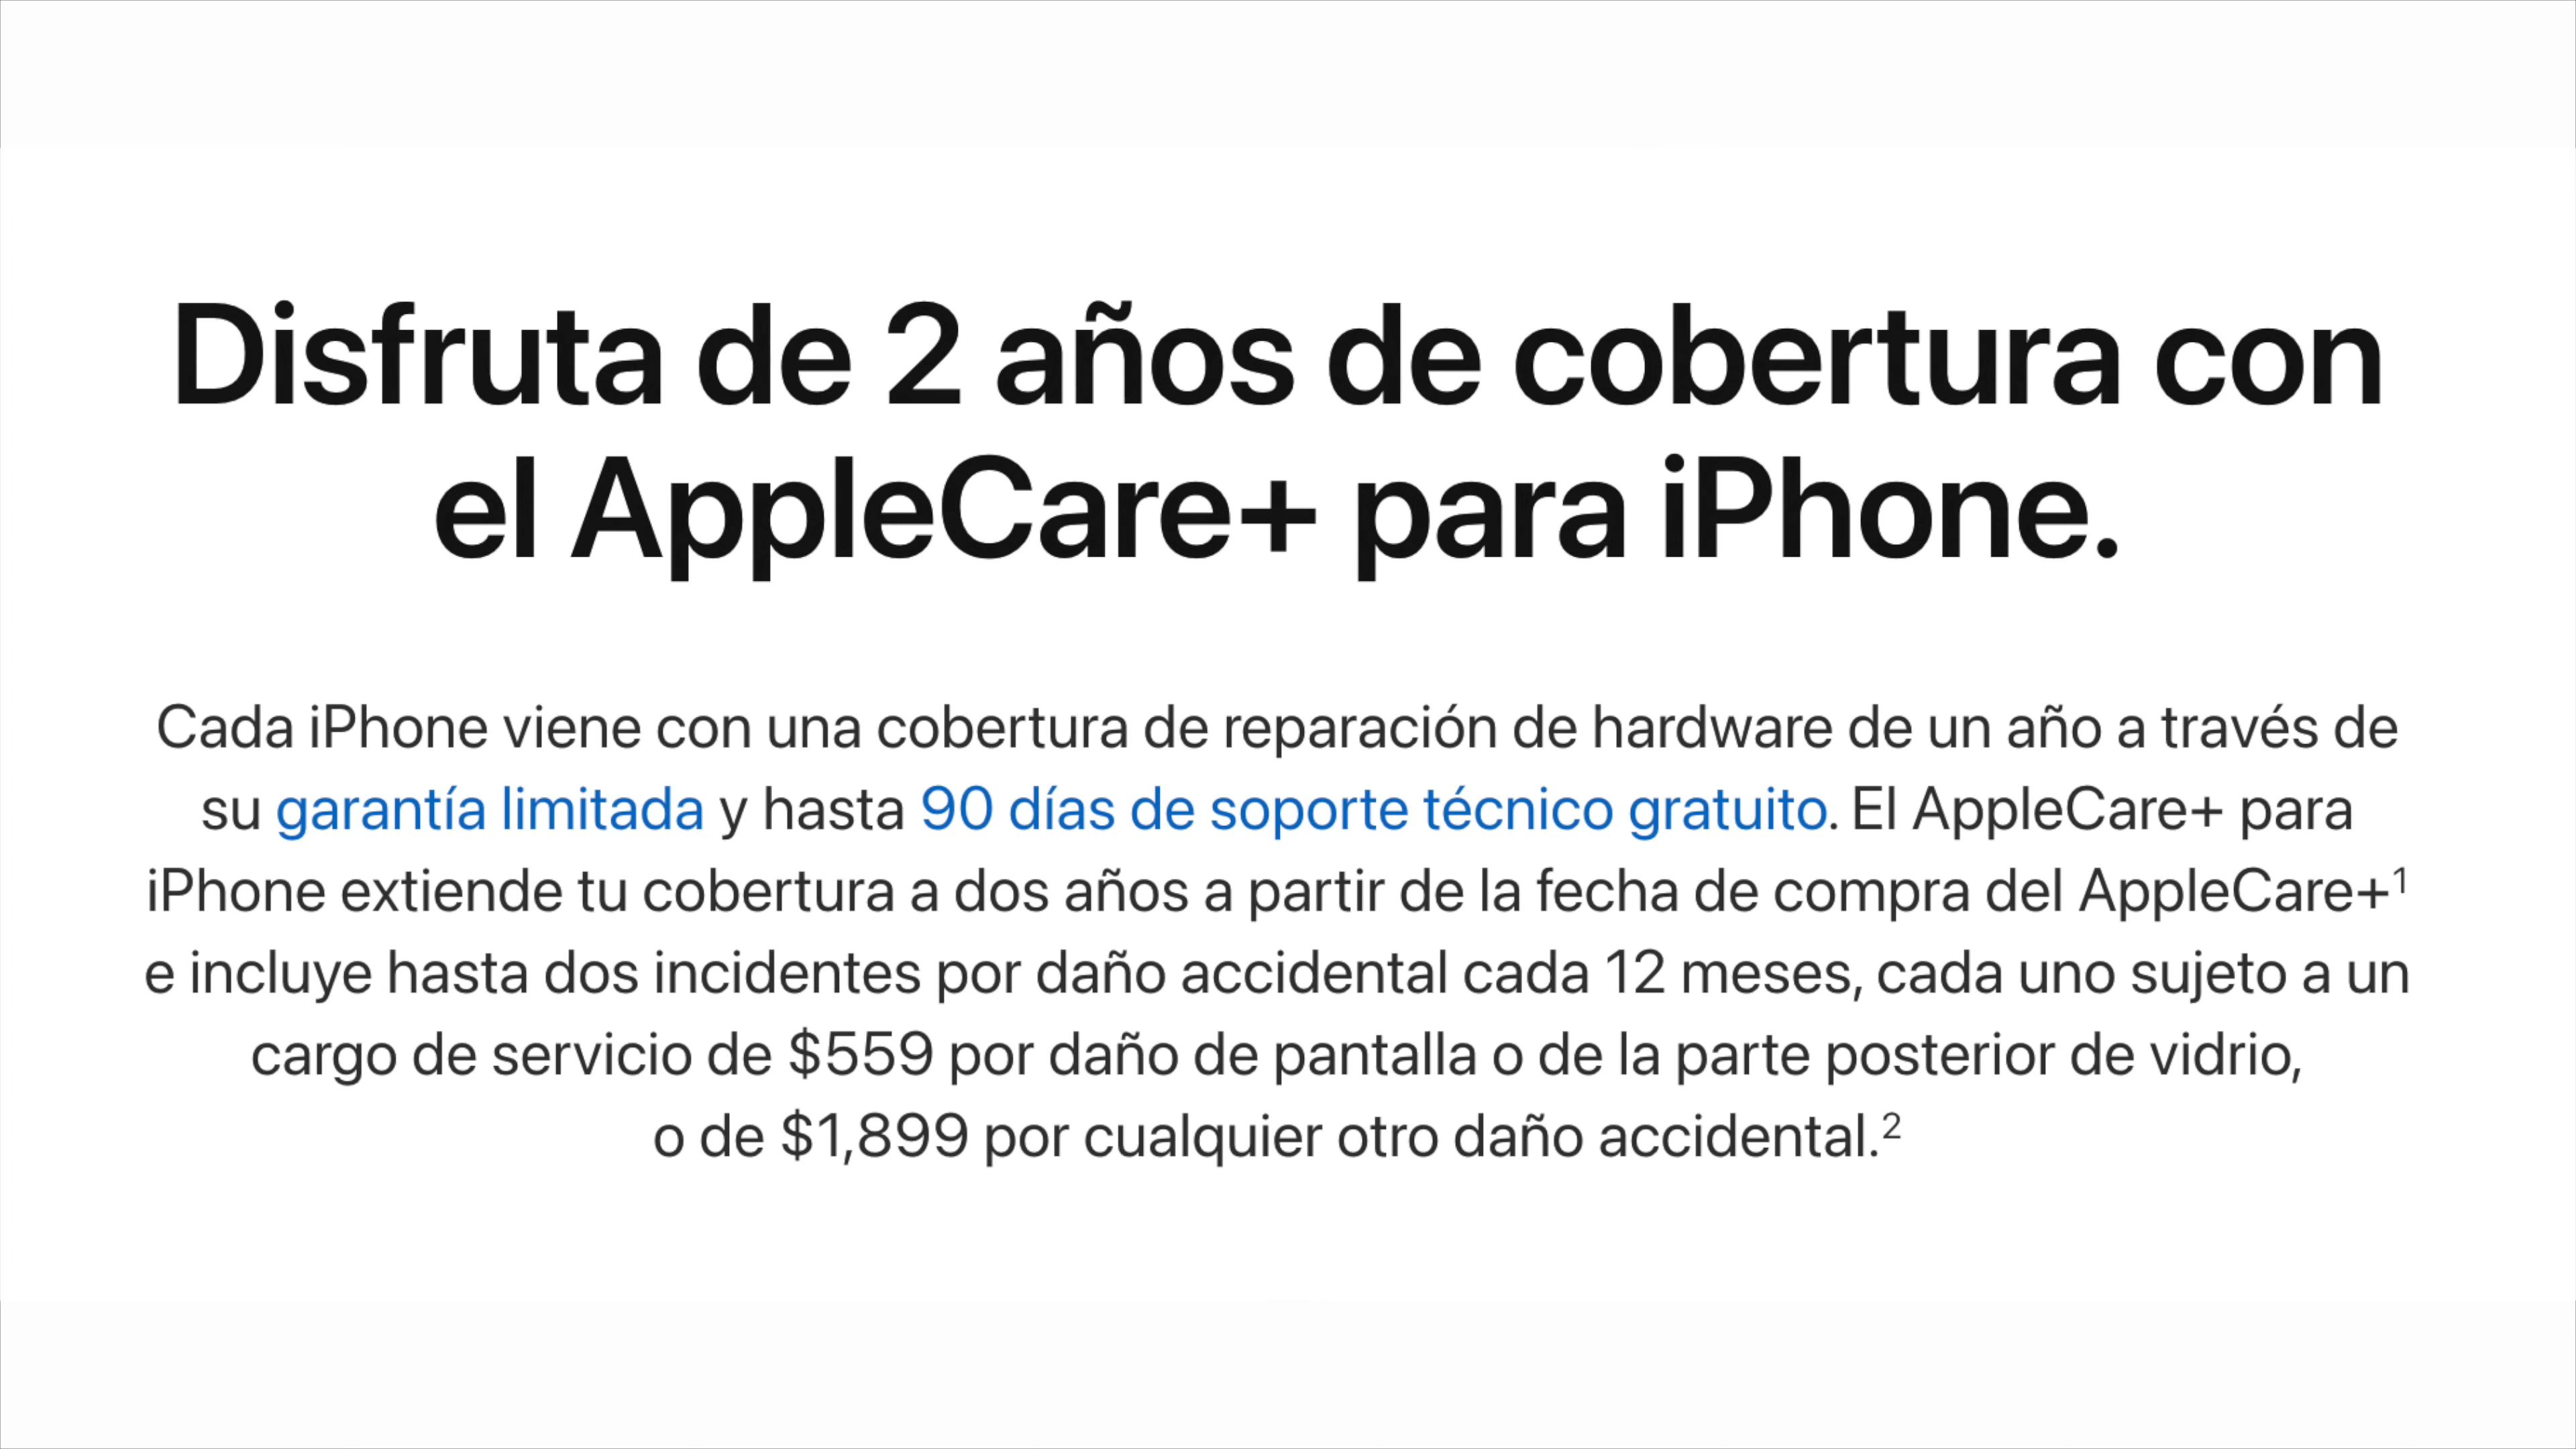 Disfruta de 2 años de cobertura con
el AppleCare+ para iPhone.
Cada iPhone viene con una cobertura de reparación de hardware de un año a través de
su garantía limitada y hasta 90 días de soporte técnico gratuito. El AppleCare+ para
iPhone extiende tu cobertura a dos años a partir de la fecha de compra del AppleCare+¹
e incluye hasta dos incidentes por daño accidental cada 12 meses, cada uno sujeto a un
cargo de servicio de $559 por daño de pantalla o de la parte posterior de vidrio,
o de $1,899 por cualquier otro daño accidental.²